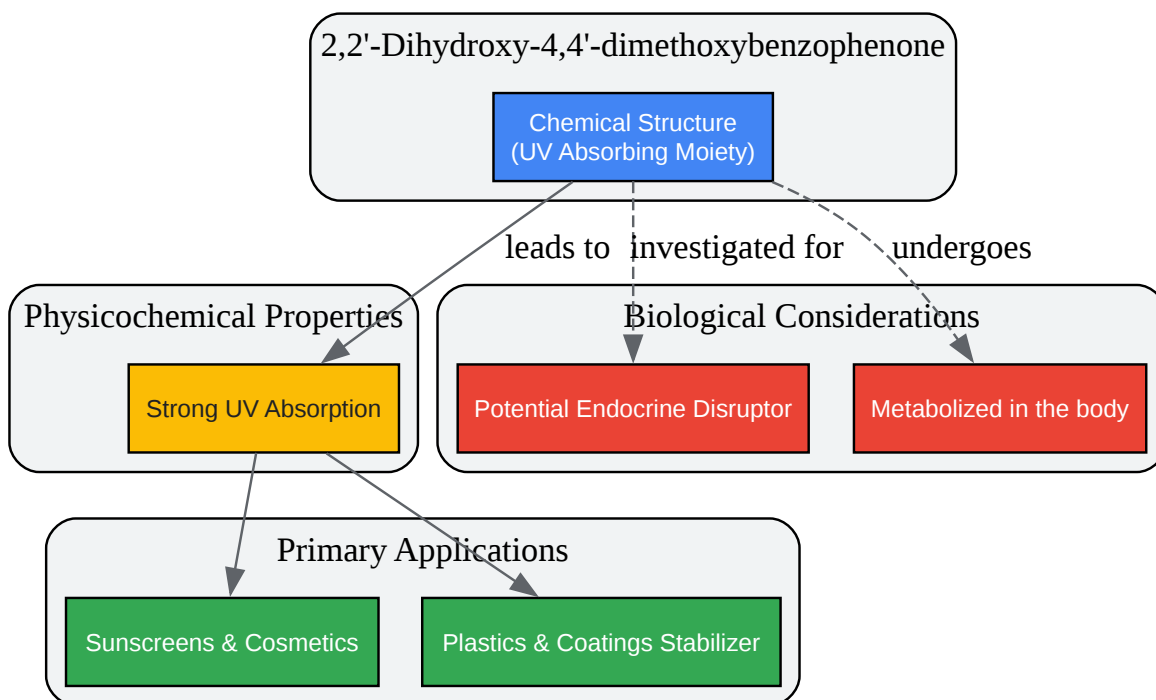 2,2'-Dihydroxy-4,4'-dimethoxybenzophenone
Chemical Structure
(UV Absorbing Moiety)
leads to
investigated for
undergoes
Physicochemical Properties
Biological Considerations
Strong UV Absorption
Potential Endocrine Disruptor
Metabolized in the body
Primary Applications
Sunscreens & Cosmetics
Plastics & Coatings Stabilizer